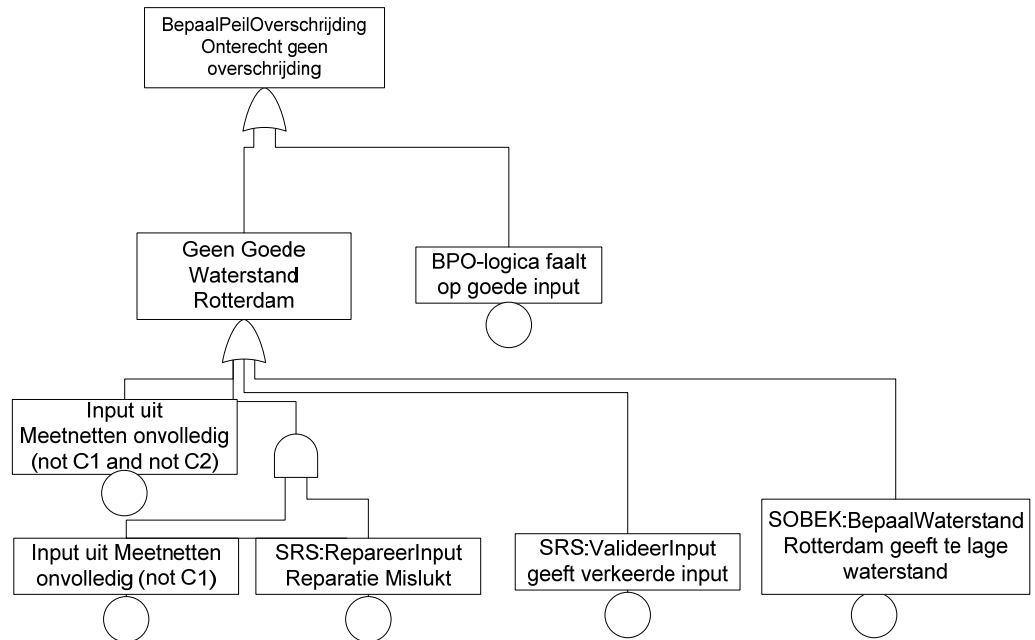 BepaalPeilOverschrijding
Onterecht geen
overschrijding
Geen Goede
Waterstand
Rotterdam
BPO-logica faalt
op goede input
Input uit
Meetnetten onvolledig
(not C1 and not C2)
Input uit Meetnetten
onvolledig (not C1)
SRS:RepareerInput
Reparatie Mislukt
SRS:ValideerInput
geeft verkeerde input
SOBEK:BepaalWaterstand
Rotterdam geeft te lage
waterstand